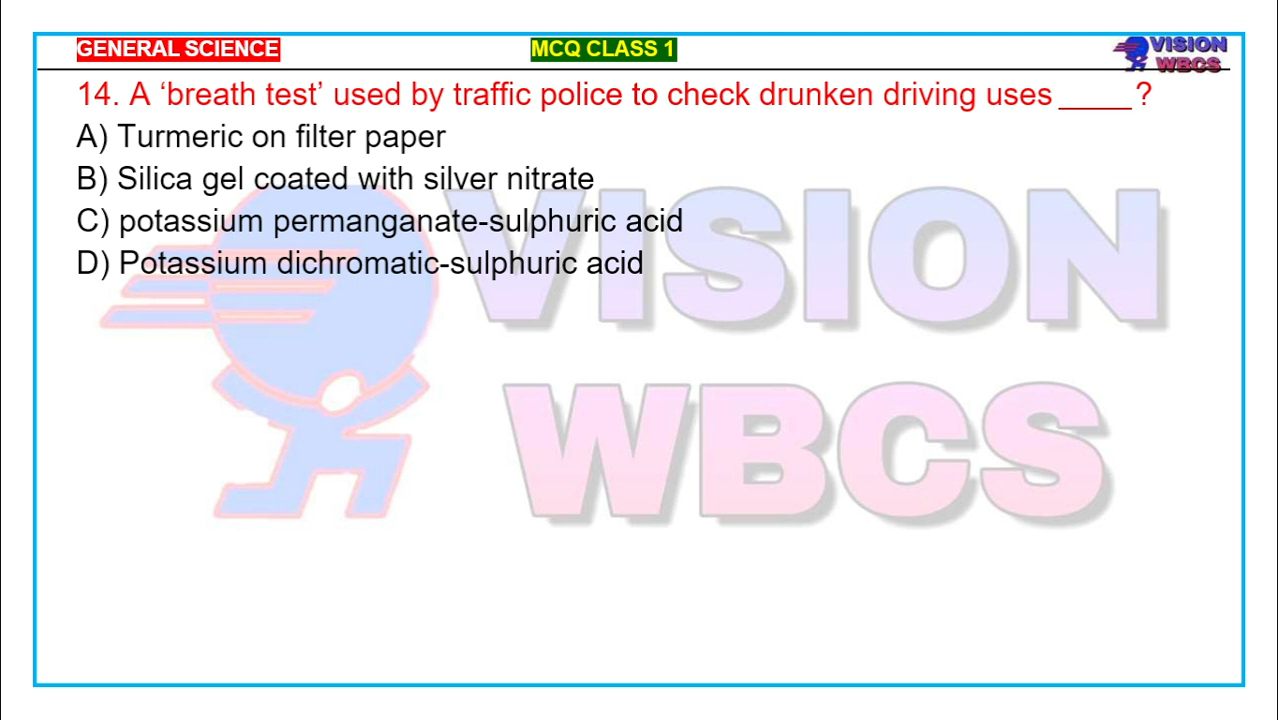 GENERAL SCIENCE MCQ CLASS 1 VISION WBCS
14. A ‘breath test’ used by traffic police to check drunken driving uses ____?
A) Turmeric on filter paper
B) Silica gel coated with silver nitrate
C) potassium permanganate-sulphuric acid
D) Potassium dichromatic-sulphuric acid
VISION
WBCS